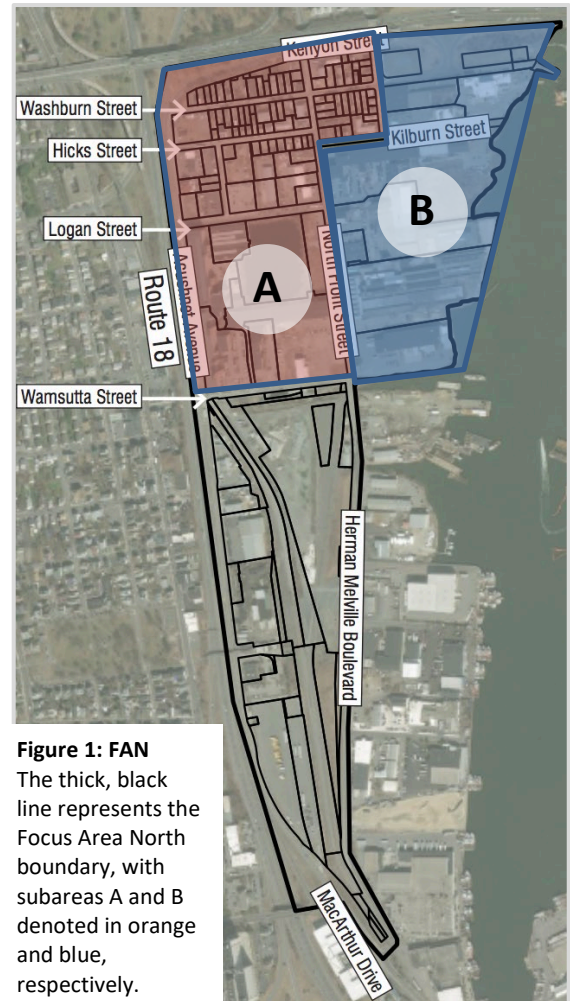 Kenyon Street
Washburn Street
Kilburn Street
Hicks Street
B
Logan Street
Acushnet Avenue
North Front Street
A
Route 18
Wamsutta Street
Herman Melville Boulevard
Figure 1: FAN
The thick, black
line represents the
Focus Area North
boundary, with
subareas A and B
denoted in orange
and blue,
respectively.
MacArthur Drive